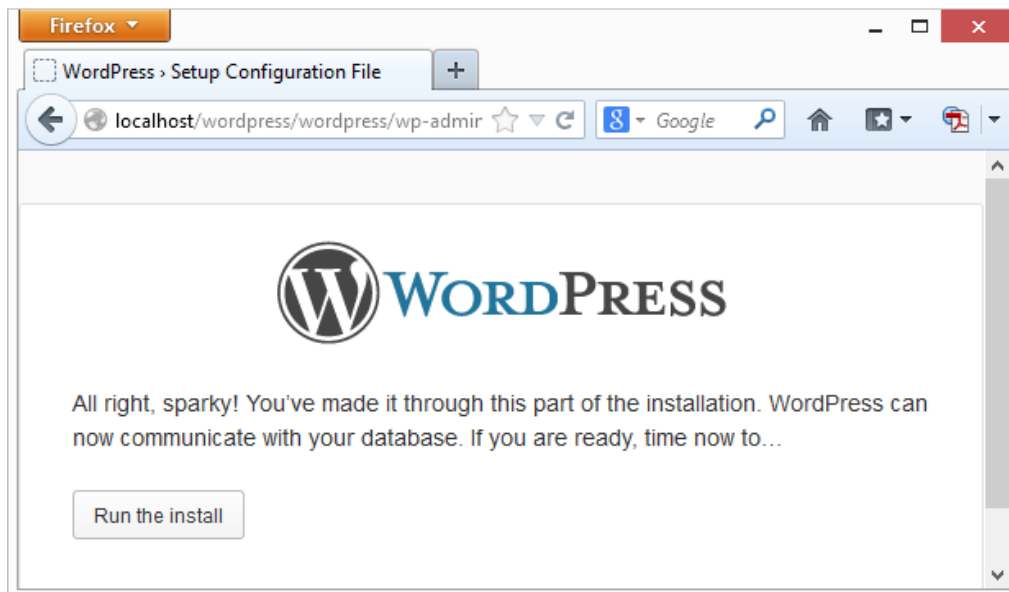 Firefox
WordPress › Setup Configuration File
localhost/wordpress/wordpress/wp-admin
8 Google
WORDPRESS
All right, sparky! You’ve made it through this part of the installation. WordPress can
now communicate with your database. If you are ready, time now to…
Run the install